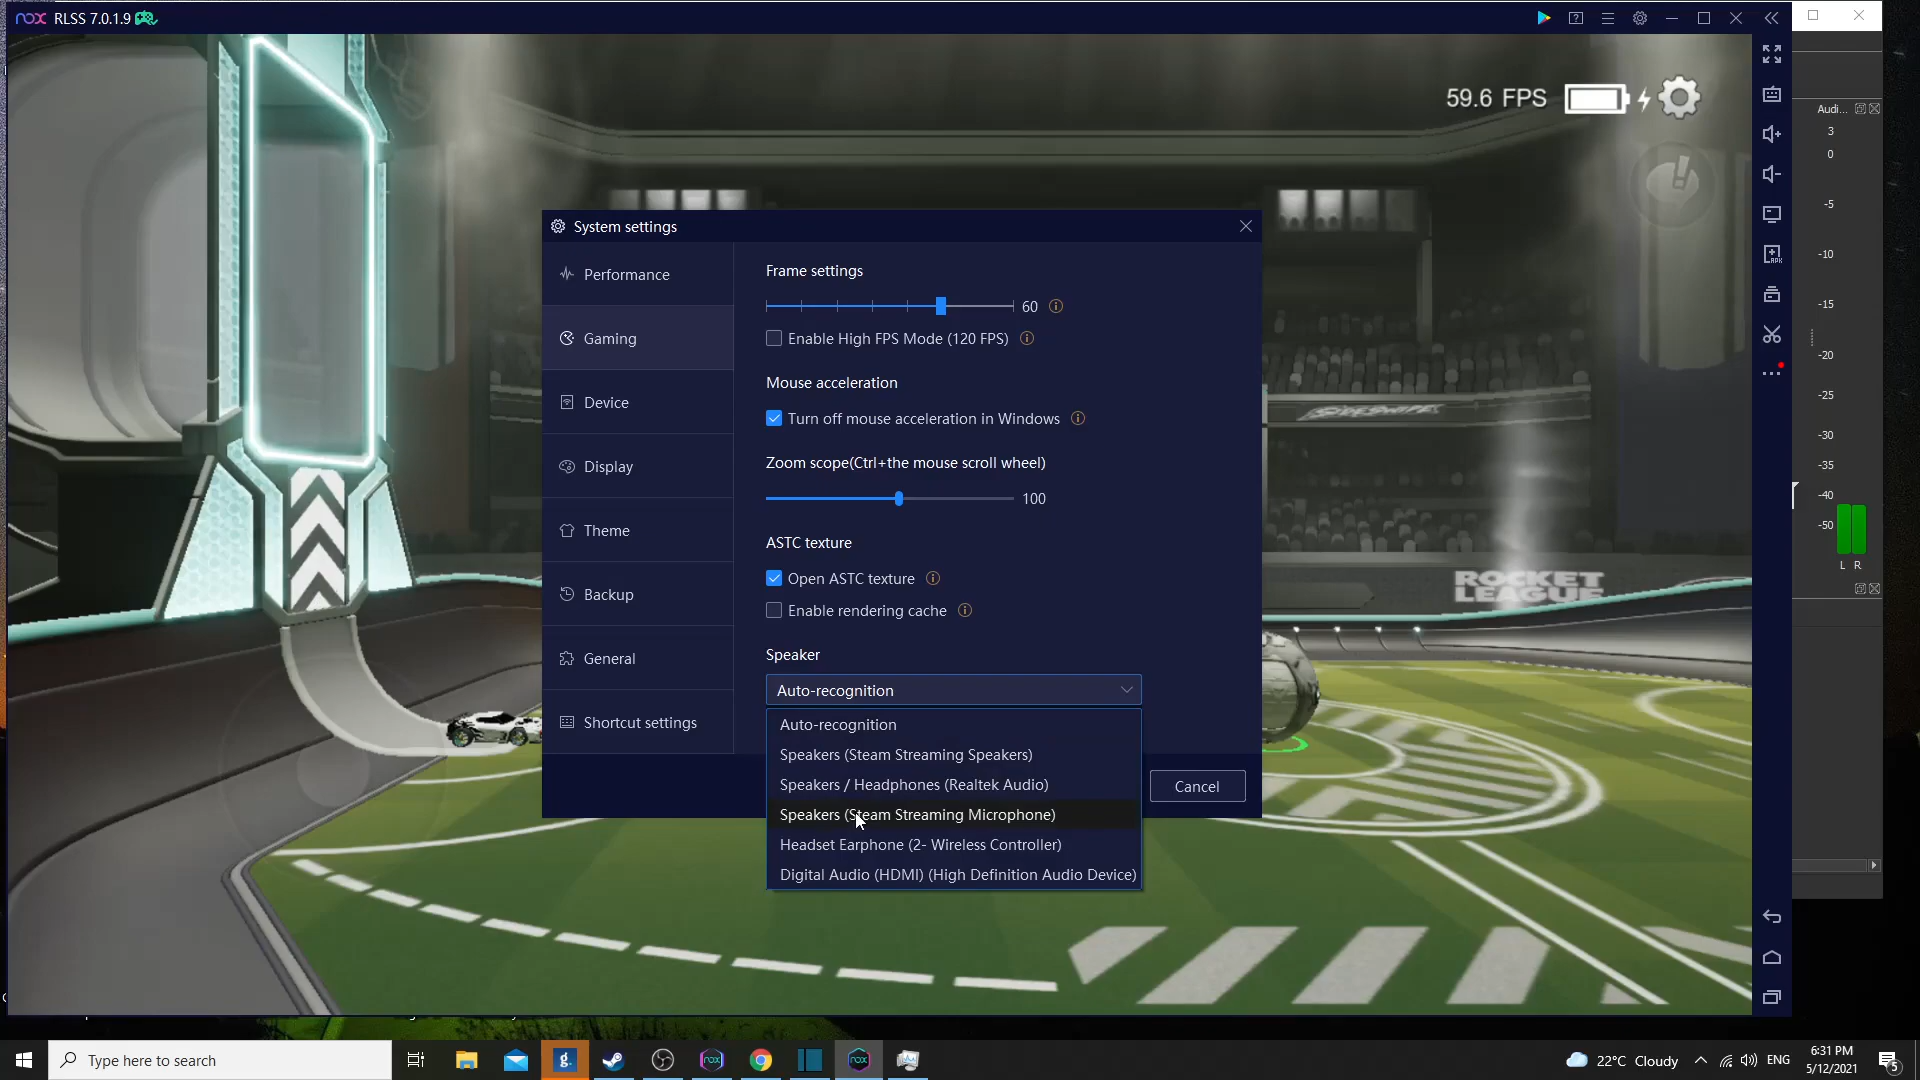 nox RLSS 7.0.1.9
59.6 FPS
System settings
Performance
Gaming
Device
Display
Theme
Backup
General
Shortcut settings
Frame settings
60
Enable High FPS Mode (120 FPS)
Mouse acceleration
Turn off mouse acceleration in Windows
Zoom scope(Ctrl+the mouse scroll wheel)
100
ASTC texture
Open ASTC texture
Enable rendering cache
Speaker
Auto-recognition
Auto-recognition
Speakers (Steam Streaming Speakers)
Speakers / Headphones (Realtek Audio)
Speakers (Steam Streaming Microphone)
Headset Earphone (2- Wireless Controller)
Digital Audio (HDMI) (High Definition Audio Device)
Cancel
ROCKET
LEAGUE
Audi...
3
0
-5
-10
-15
-20
-25
-30
-35
-40
-50
L R
APK
Type here to search
g.
nox
nox
22°C Cloudy
ENG
6:31 PM
5/12/2021
5